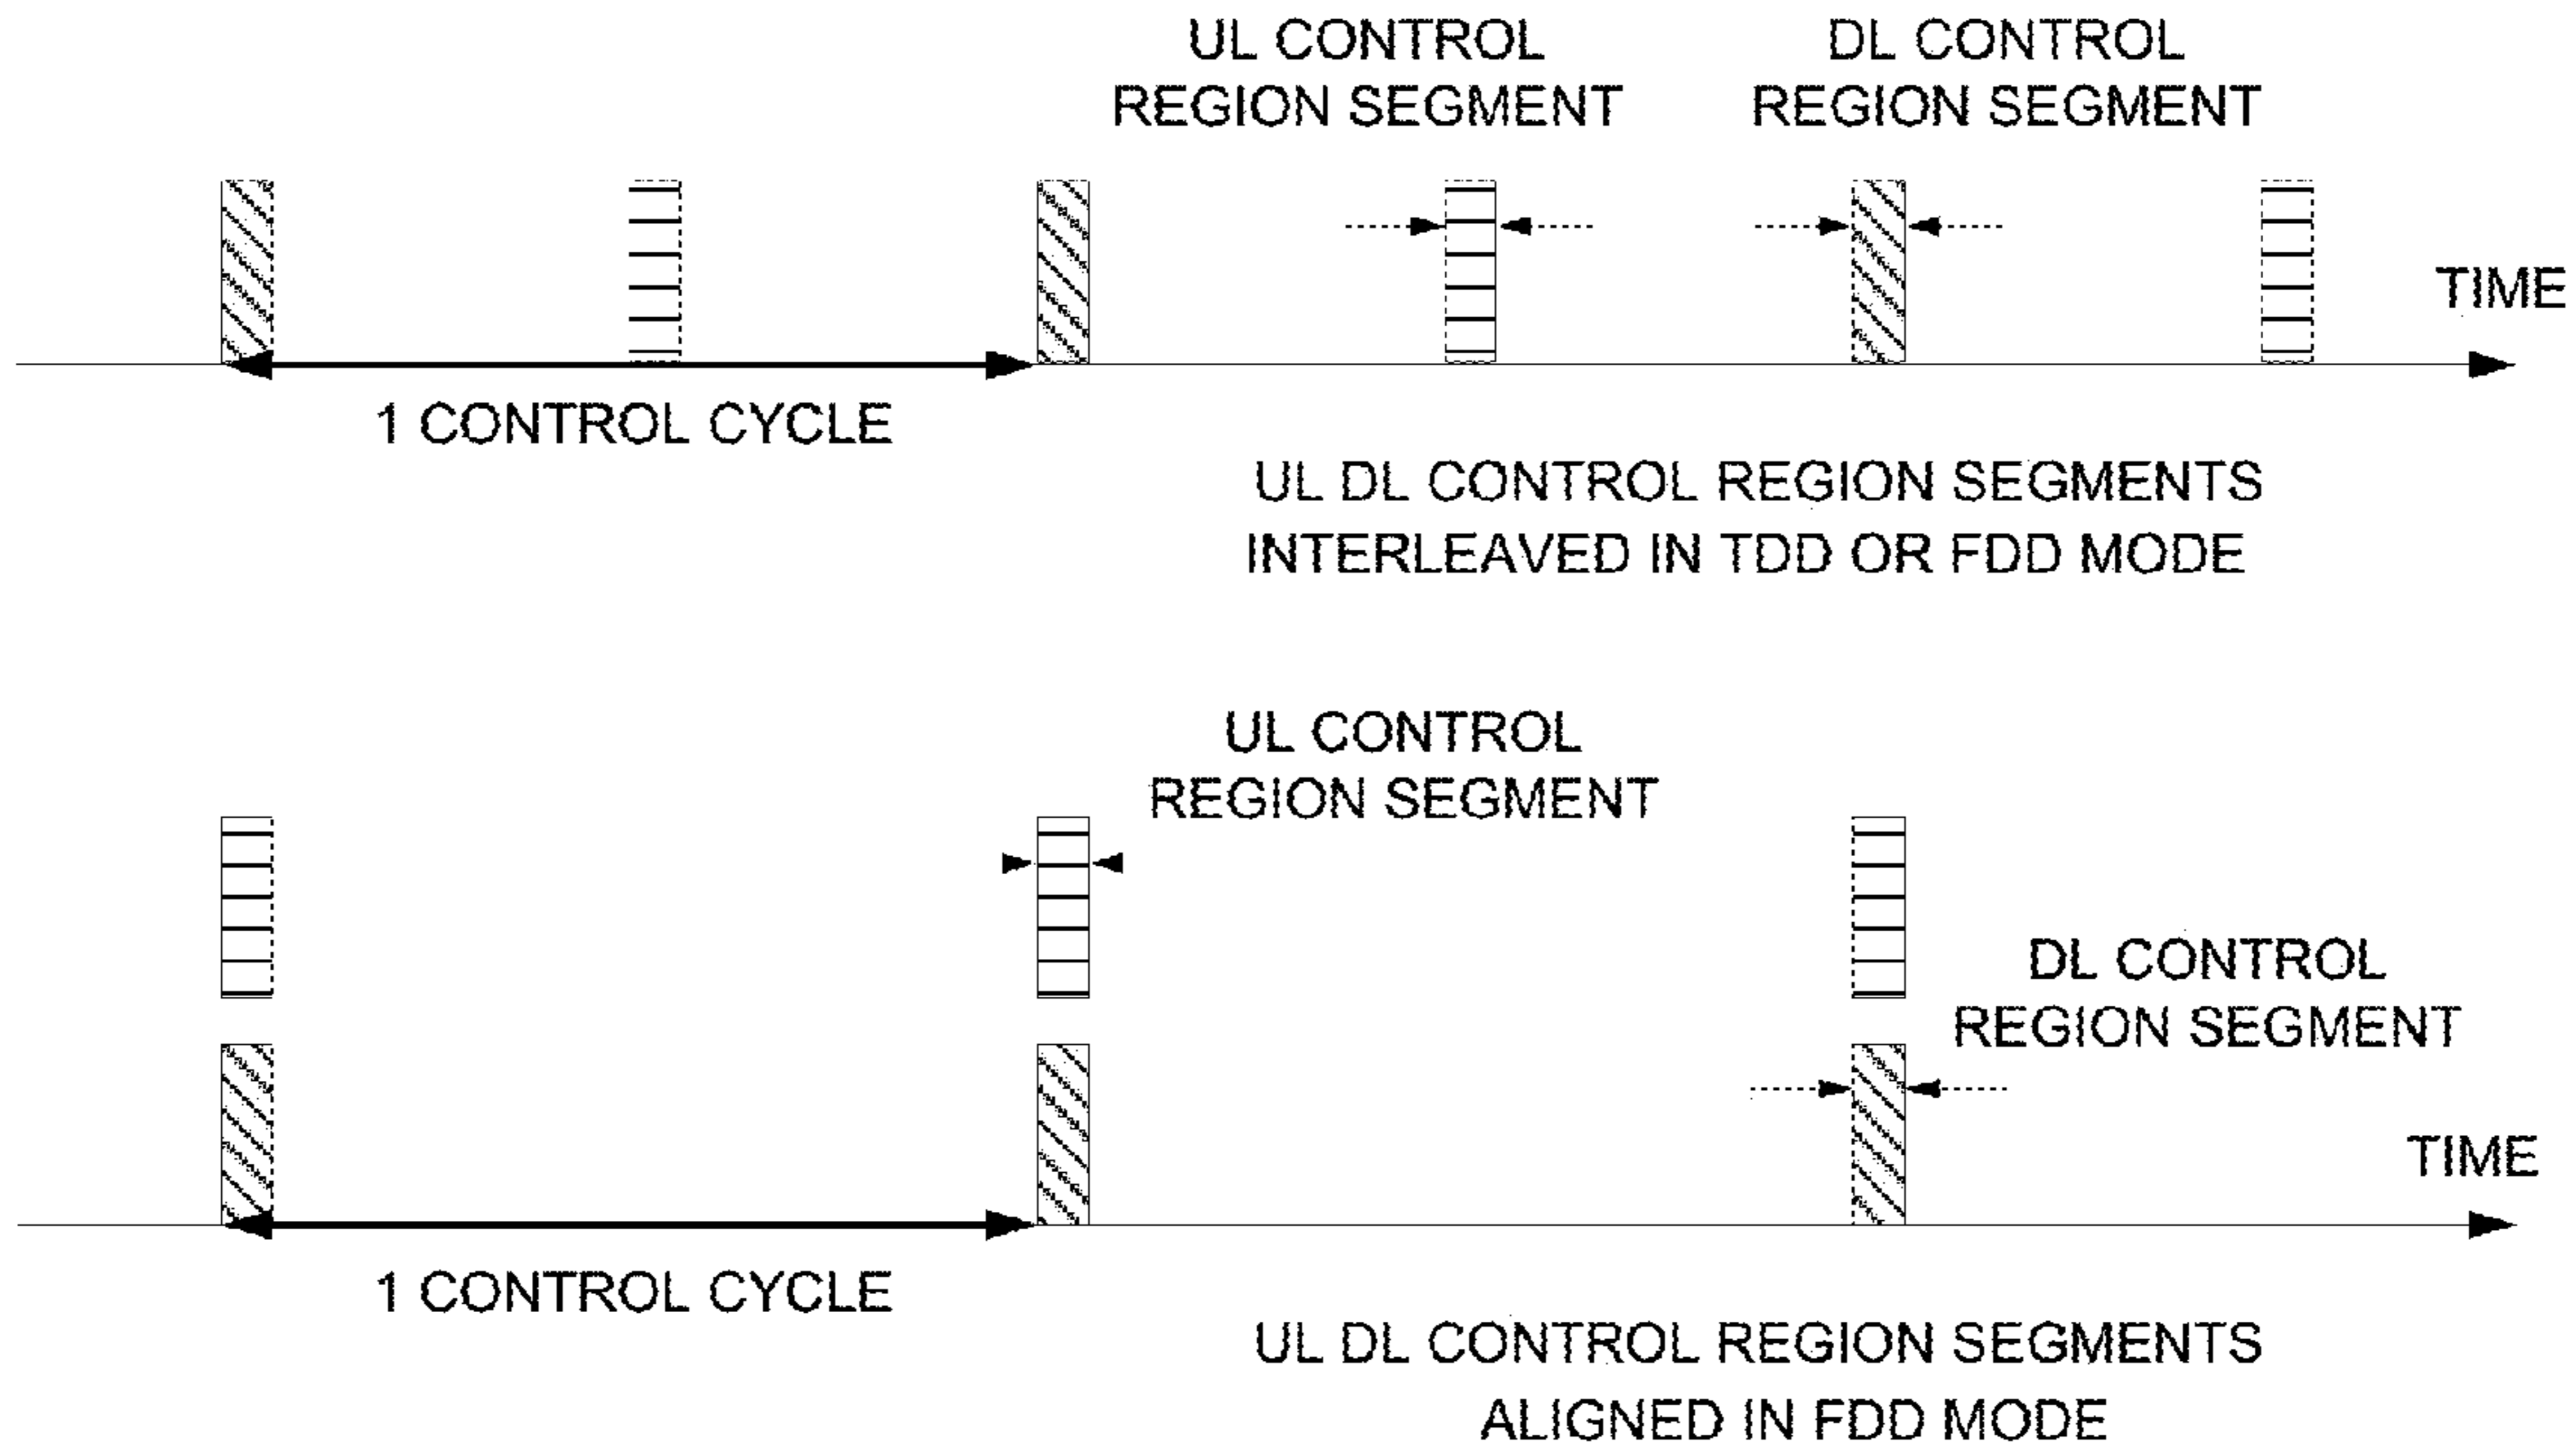 UL CONTROL
REGION SEGMENT
DL CONTROL
REGION SEGMENT
TIME
1 CONTROL CYCLE
UL DL CONTROL REGION SEGMENTS
INTERLEAVED IN TDD OR FDD MODE
UL CONTROL
REGION SEGMENT
DL CONTROL
REGION SEGMENT
TIME
1 CONTROL CYCLE
UL DL CONTROL REGION SEGMENTS
ALIGNED IN FDD MODE